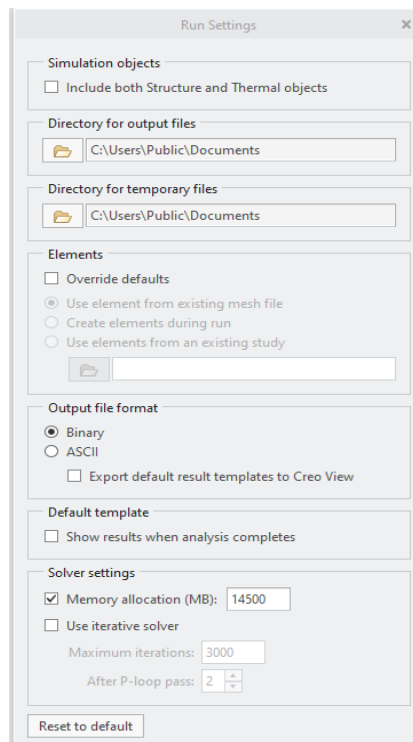 Run Settings
Simulation objects
Include both Structure and Thermal objects
Directory for output files
C:\Users\Public\Documents
Directory for temporary files
C:\Users\Public\Documents
Elements
Override defaults
Use element from existing mesh file
Create elements during run
Use elements from an existing study
Output file format
Binary
ASCII
Export default result templates to Creo View
Default template
Show results when analysis completes
Solver settings
Memory allocation (MB): 14500
Use iterative solver
Maximum iterations: 3000
After P-loop pass: 2
Reset to default